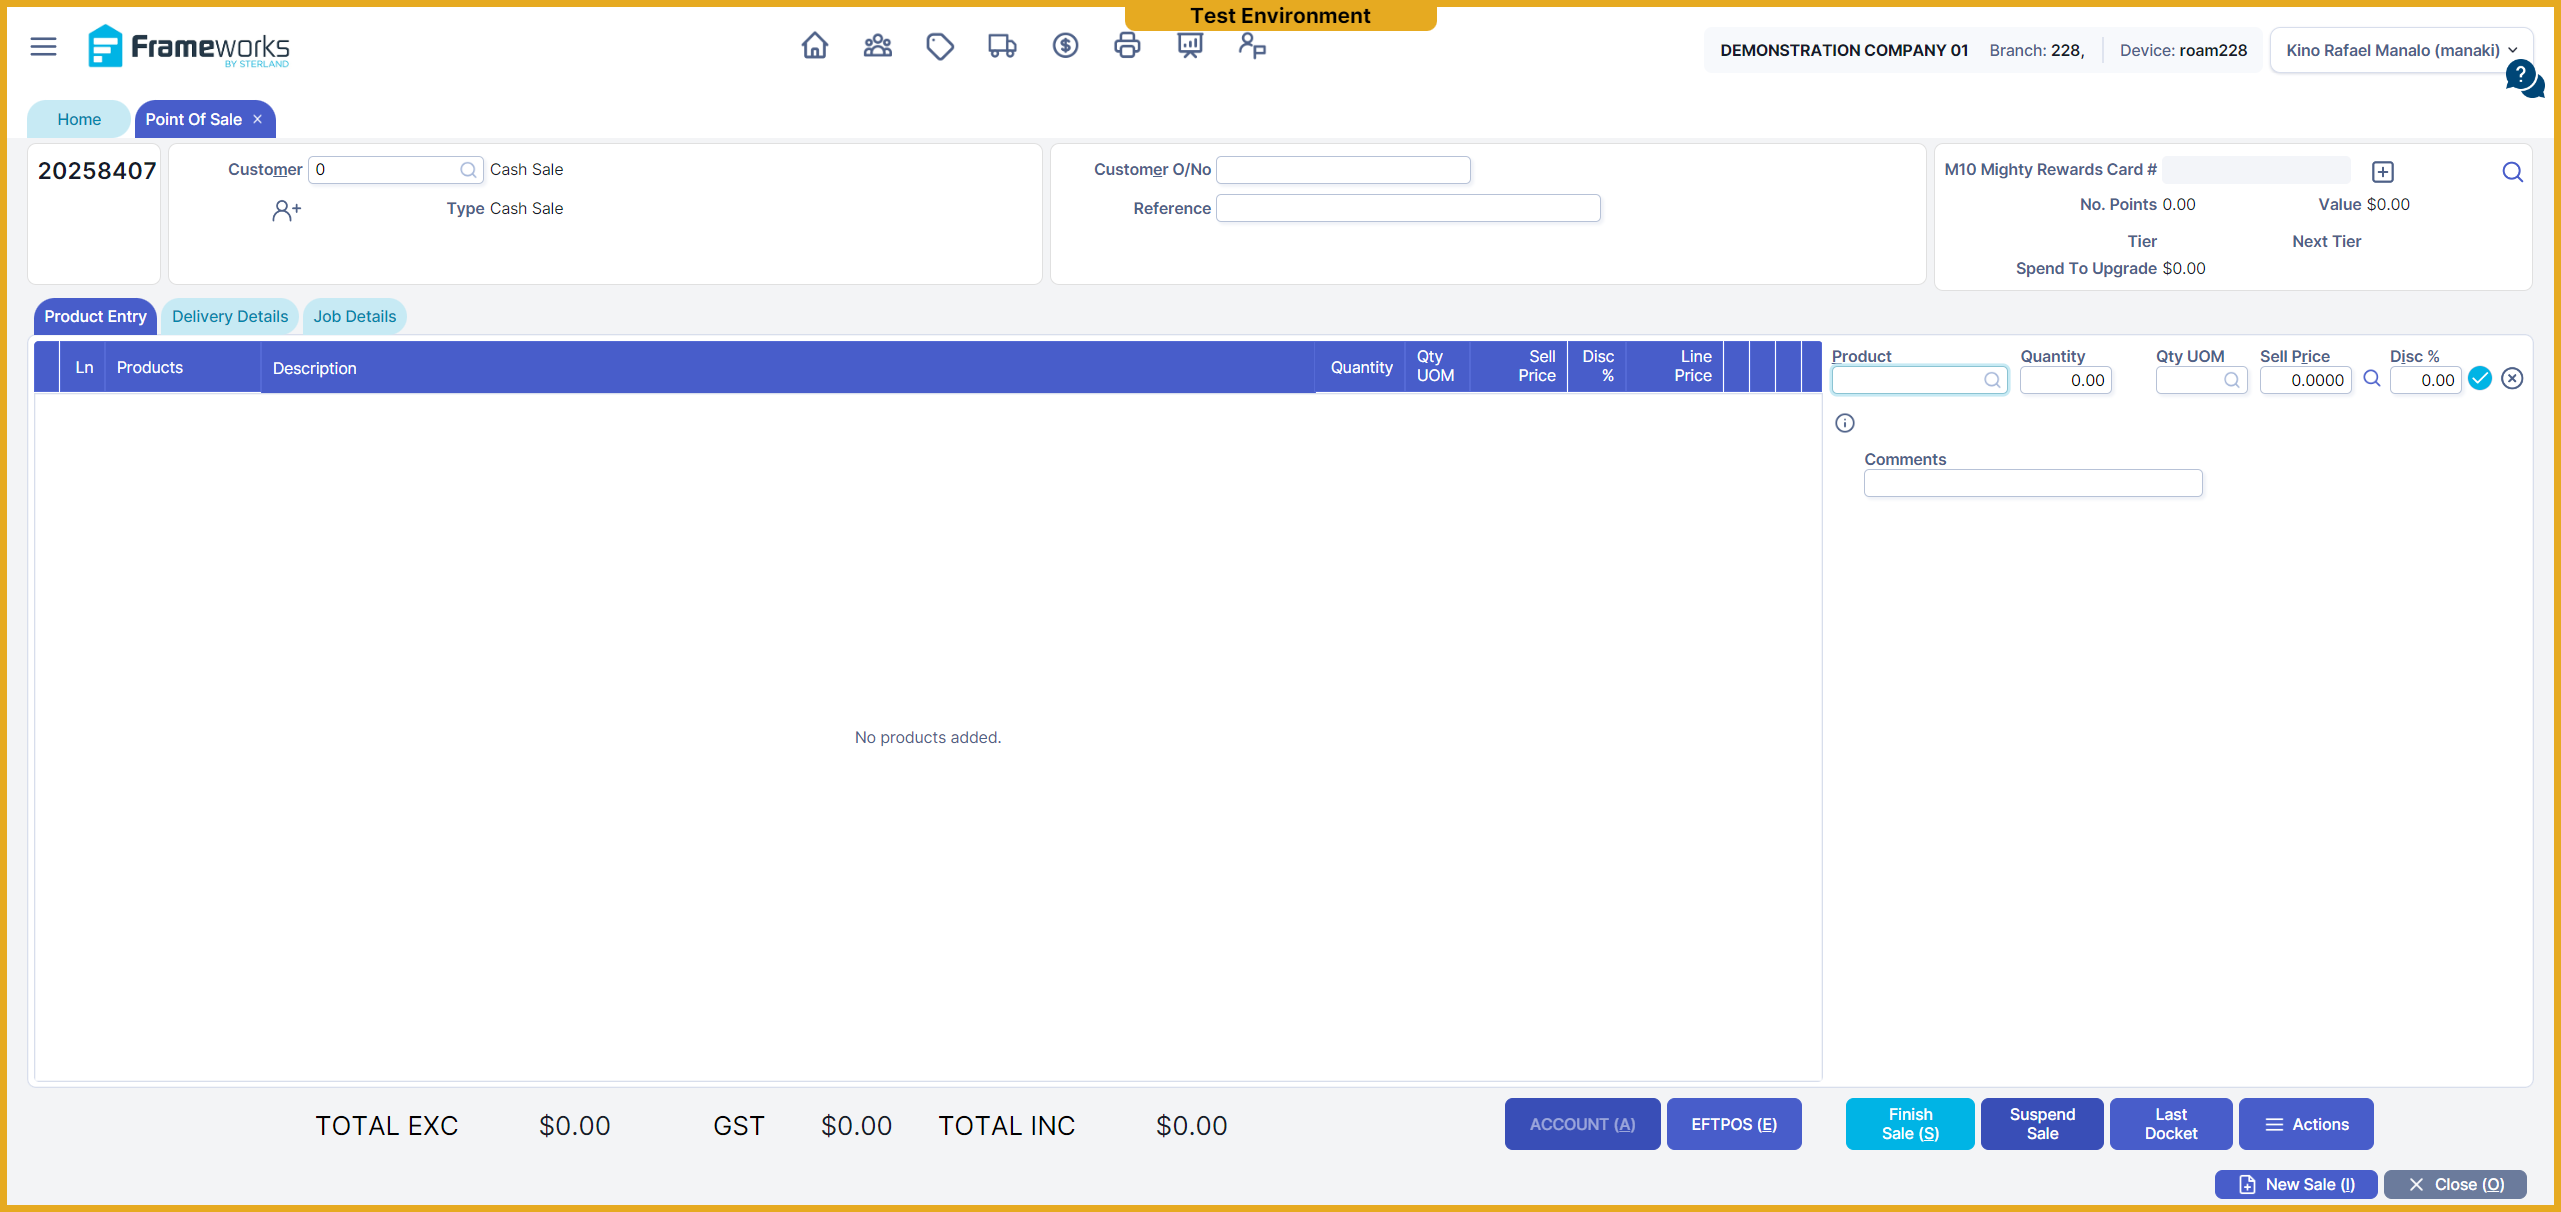 Test Environment
Frameworks
BY STERLAND
DEMONSTRATION COMPANY 01 Branch: 228, Device: roam228 Kino Rafael Manalo (manaki)
?
Home Point Of Sale ×
20258407
Customer 0 Cash Sale
Type Cash Sale
Customer O/No
Reference
M10 Mighty Rewards Card #
No. Points 0.00 Value $0.00
Tier Next Tier
Spend To Upgrade $0.00
Product Entry Delivery Details Job Details
Ln Products Description Quantity Qty UOM Sell Price Disc % Line Price
Product Quantity Qty UOM Sell Price Disc %
0.00 0.0000 0.00
Comments
No products added.
TOTAL EXC $0.00 GST $0.00 TOTAL INC $0.00
ACCOUNT (A) EFTPOS (E) Finish Sale (S) Suspend Sale Last Docket Actions
New Sale (I) Close (O)